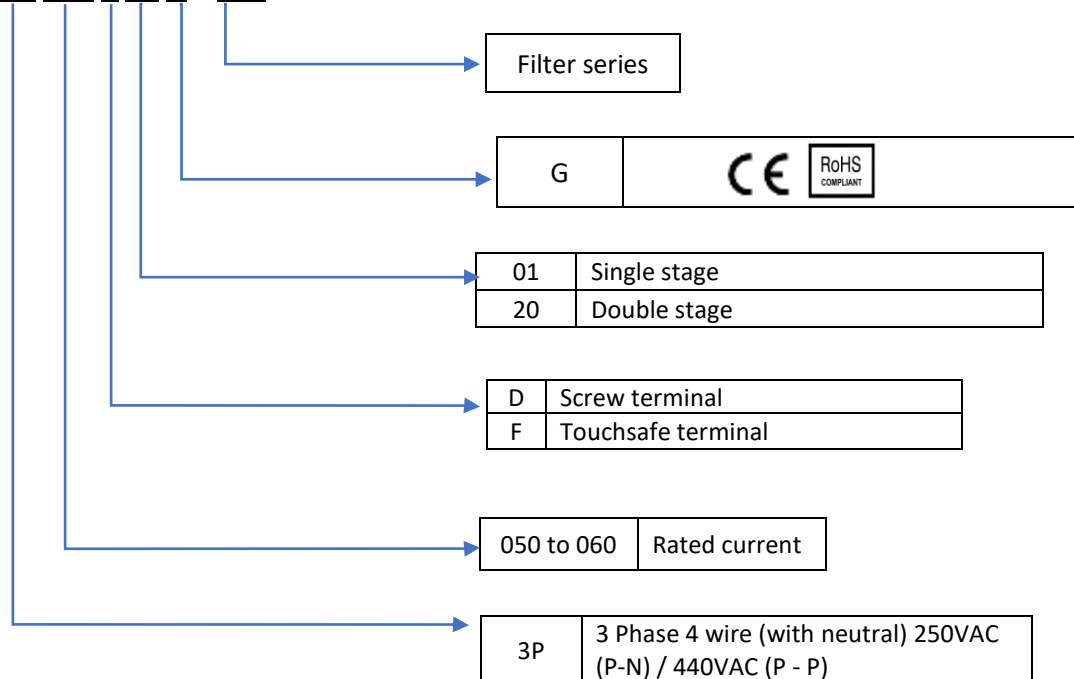 Filter series
G CE RoHS
COMPLIANT
01 Single stage
20 Double stage
D Screw terminal
F Touchsafe terminal
050 to 060 Rated current
3P 3 Phase 4 wire (with neutral) 250VAC
(P-N) / 440VAC (P - P)